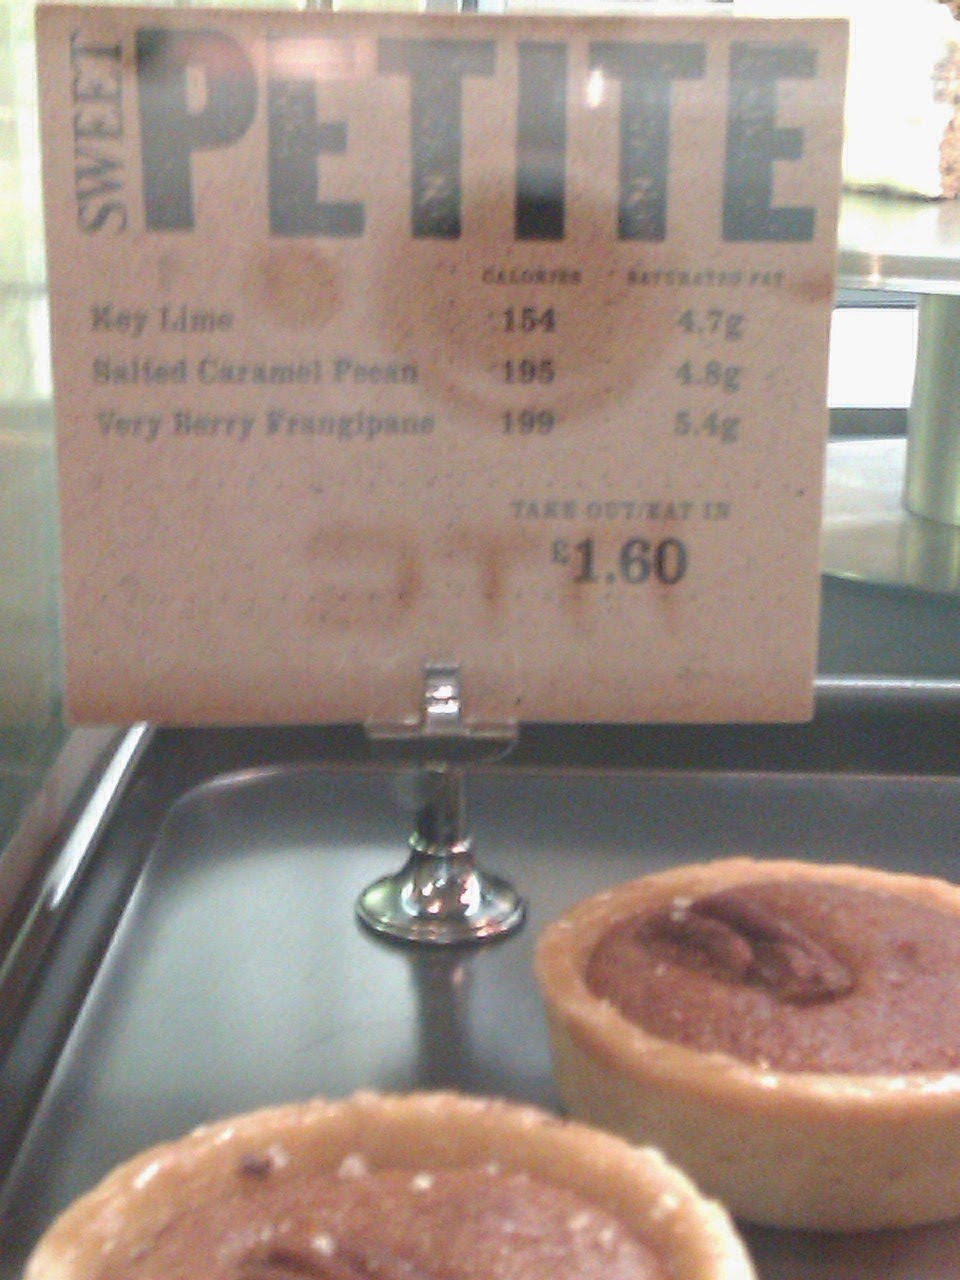 SWEET PETITE
CALORIES SATURATED FAT
Key Lime 154 4.7g
Salted Caramel Pecan 195 4.8g
Very Berry Frangipane 199 5.4g
TAKE OUT/EAT IN
£1.60